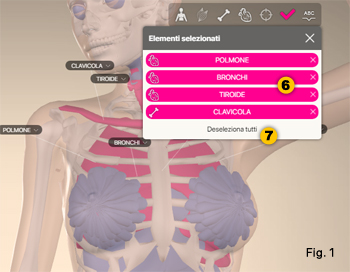 ABC
Elementi selezionati
POLMONE
BRONCHI
6
TIROIDE
CLAVICOLA
Deseleziona tutti
7
CLAVICOLA
TIROIDE
POLMONE
BRONCHI
Fig. 1